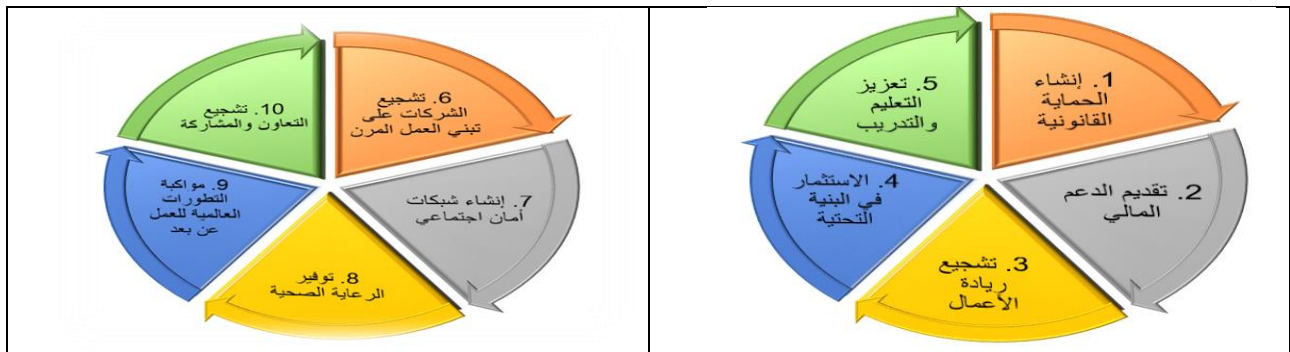 1. إنشاء
الحماية
القانونية
2. تقديم الدعم
المالي
3. تشجيع
ريادة
الأعمال
4. الاستثمار
في البنية
التحتية
5. تعزيز
التعليم
والتدريب
6. تشجيع
الشركات على
تبني العمل المرن
7. إنشاء شبكات
أمان اجتماعي
8. توفير
الرعاية الصحية
9. مواكبة
التطورات
العالمية للعمل
عن بعد
10. تشجيع
التعاون والمشاركة